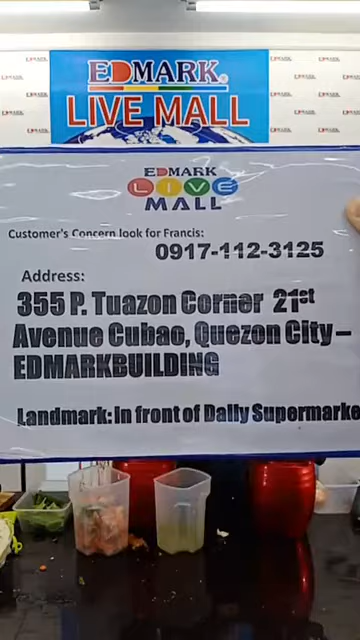 EDMARK®
LIVE MALL
EDMARK
LIVE
MALL
Customer's Concern look for Francis:
0917-112-3125
Address:
355 P. Tuazon Corner 21st
Avenue Cubao, Quezon City –
EDMARKBUILDING
Landmark: In front of Daily Supermarke